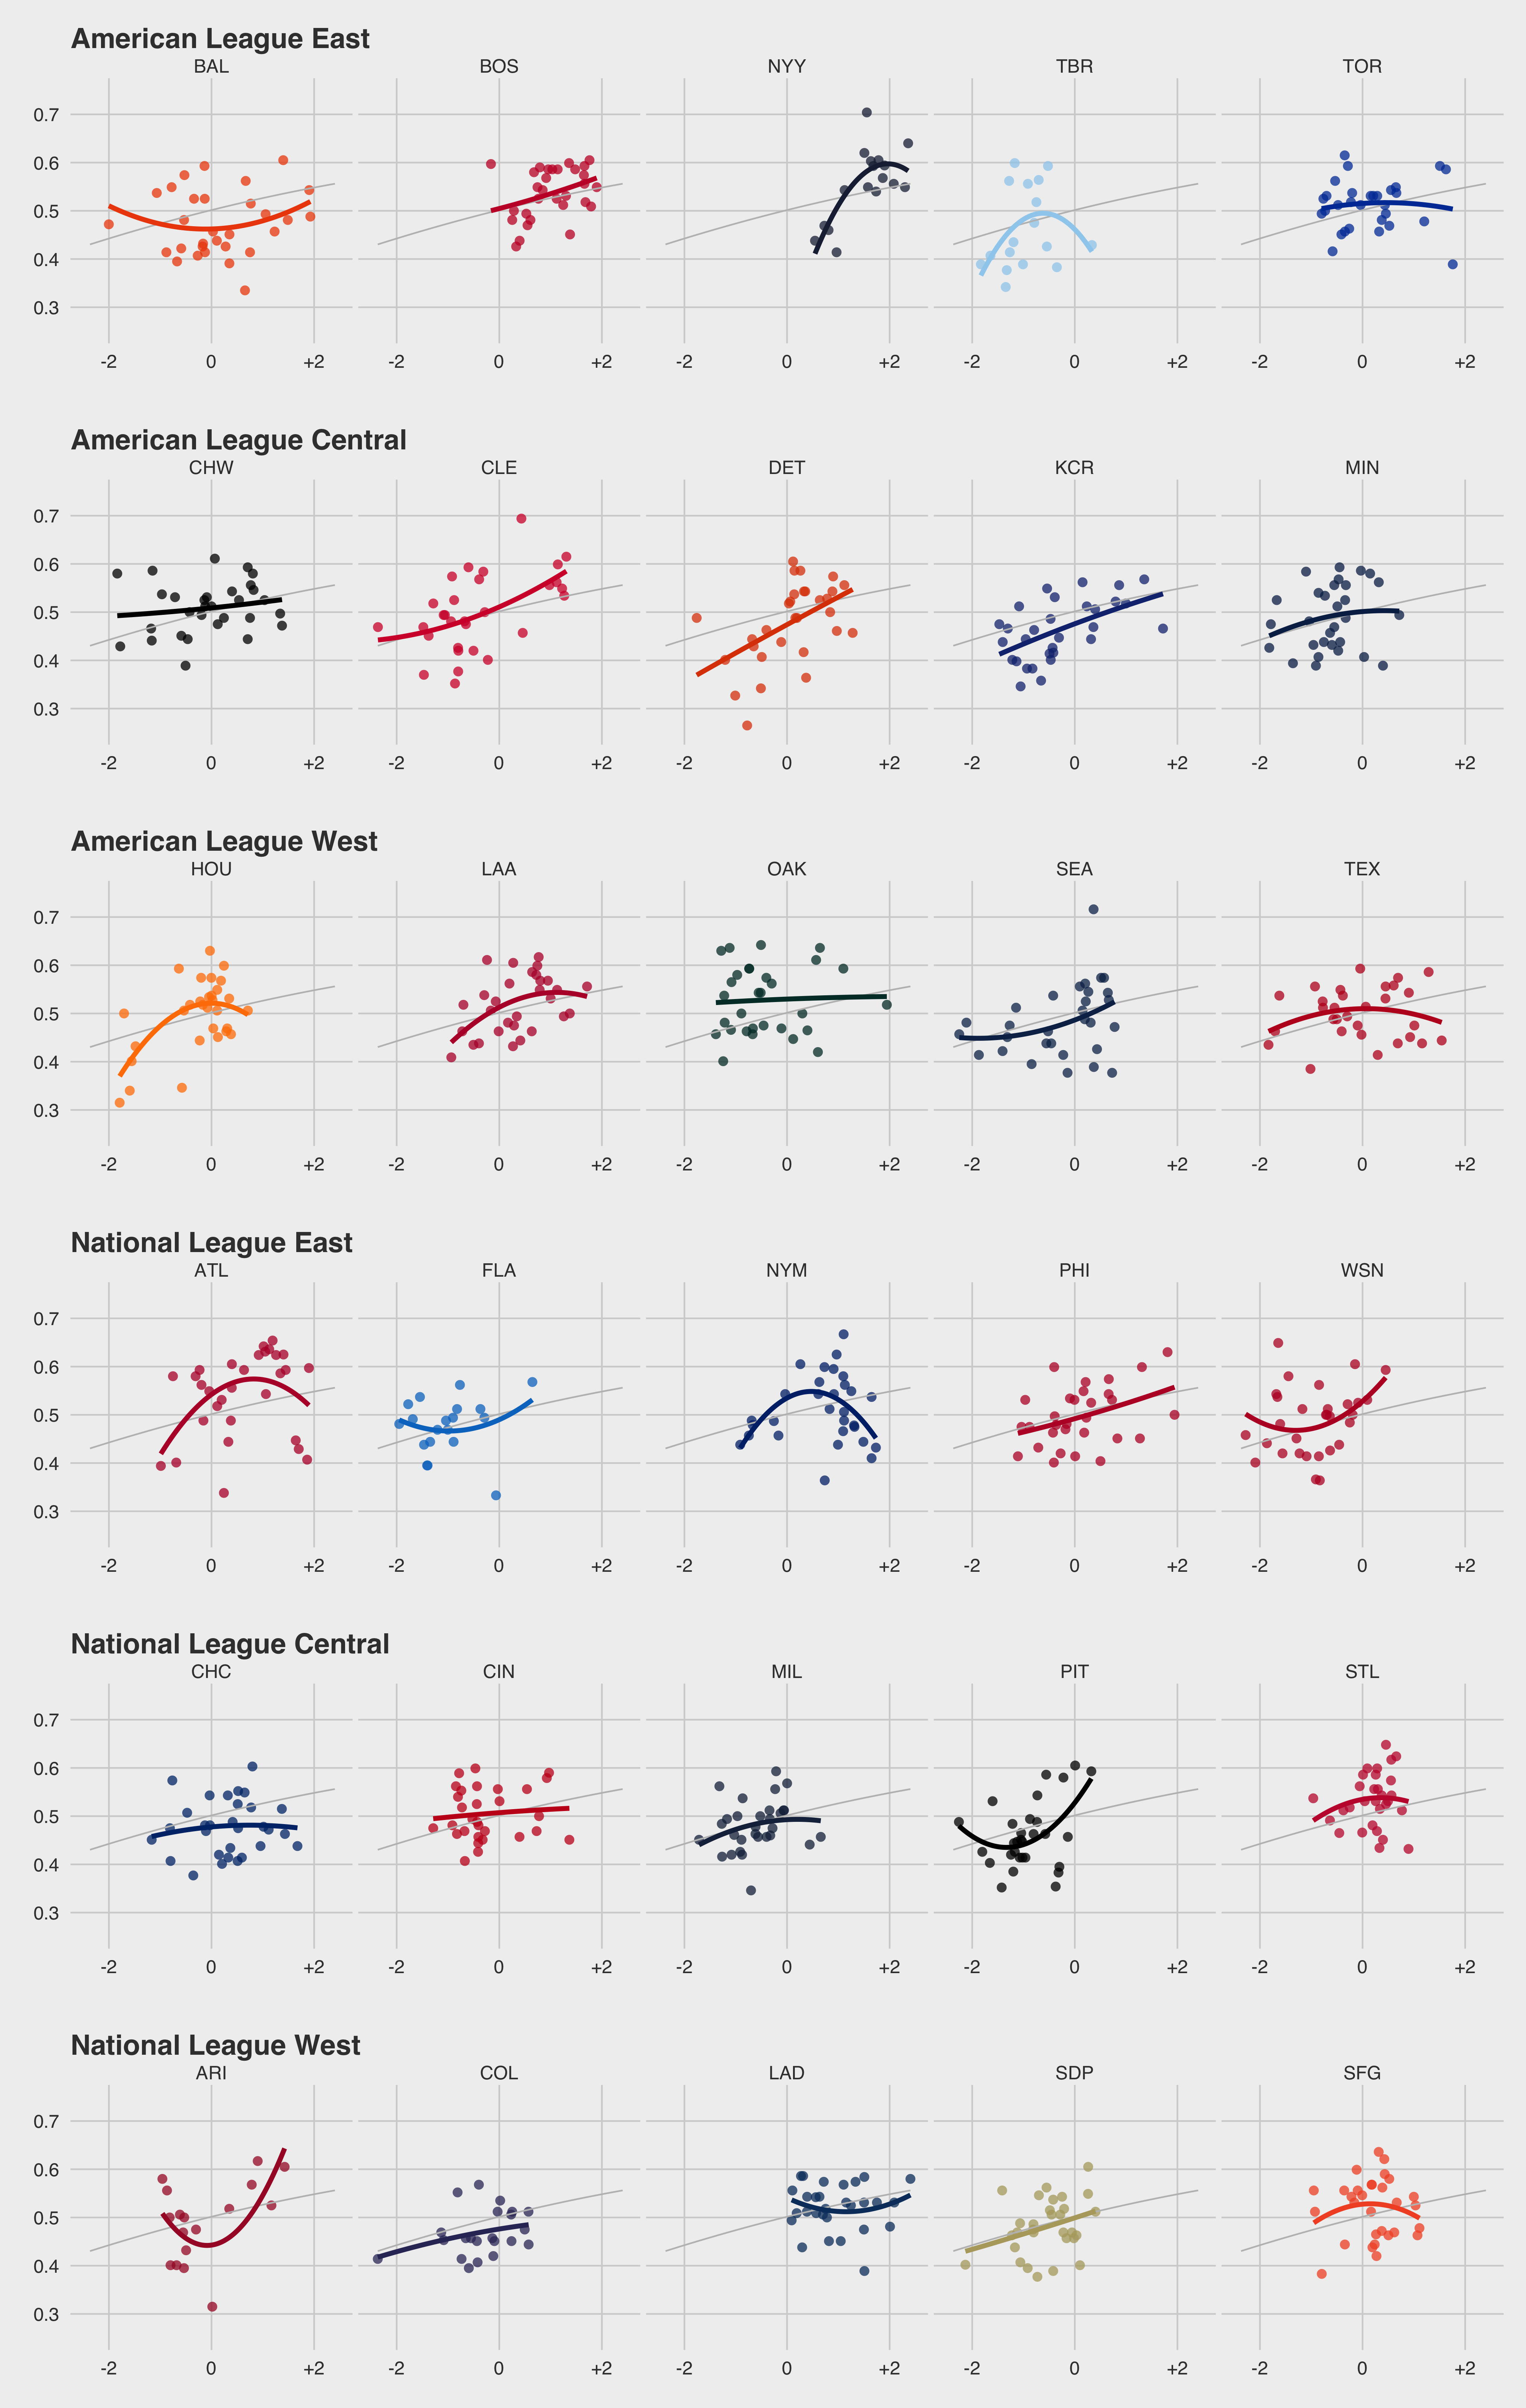 American League East
BAL BOS NYY TBR TOR
0.7
0.6
0.5
0.4
0.3
-2 0 +2 -2 0 +2 -2 0 +2 -2 0 +2 -2 0 +2
American League Central
CHW CLE DET KCR MIN
0.7
0.6
0.5
0.4
0.3
-2 0 +2 -2 0 +2 -2 0 +2 -2 0 +2 -2 0 +2
American League West
HOU LAA OAK SEA TEX
0.7
0.6
0.5
0.4
0.3
-2 0 +2 -2 0 +2 -2 0 +2 -2 0 +2 -2 0 +2
National League East
ATL FLA NYM PHI WSN
0.7
0.6
0.5
0.4
0.3
-2 0 +2 -2 0 +2 -2 0 +2 -2 0 +2 -2 0 +2
National League Central
CHC CIN MIL PIT STL
0.7
0.6
0.5
0.4
0.3
-2 0 +2 -2 0 +2 -2 0 +2 -2 0 +2 -2 0 +2
National League West
ARI COL LAD SDP SFG
0.7
0.6
0.5
0.4
0.3
-2 0 +2 -2 0 +2 -2 0 +2 -2 0 +2 -2 0 +2